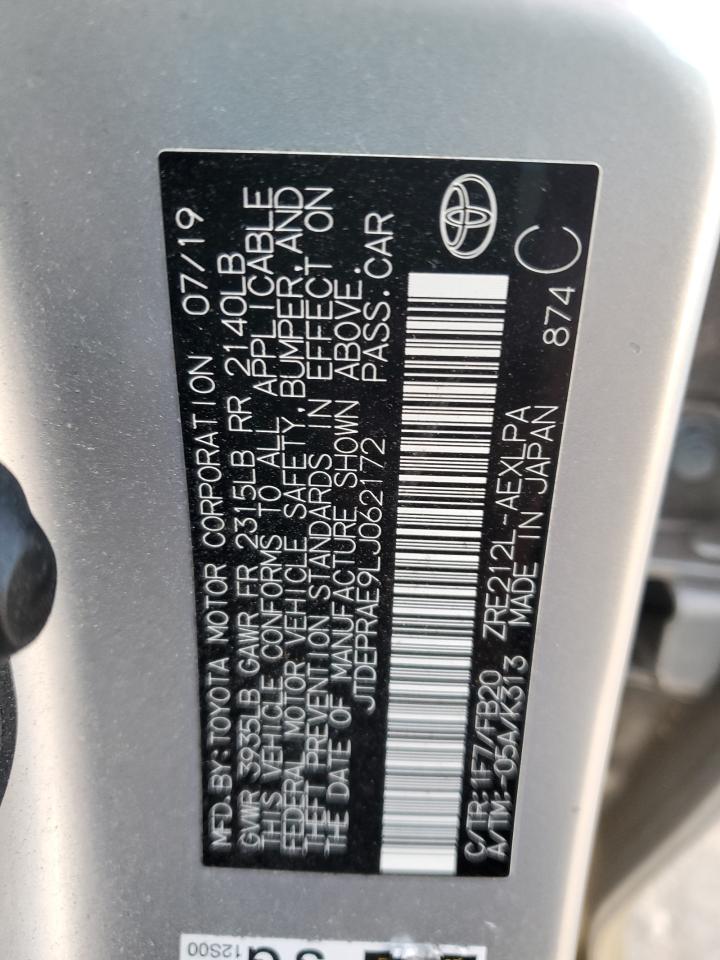 MFD.BY:TOYOTA MOTOR CORPORATION 07/19
GVWR 3935LB GAWR FR 2315LB RR 2140LB
THIS VEHICLE CONFORMS TO ALL APPLICABLE
FEDERAL MOTOR VEHICLE SAFETY,BUMPER,AND
THEFT PREVENTION STANDARDS IN EFFECT ON
THE DATE OF MANUFACTURE SHOWN ABOVE.
JTDEPRAE9LJ062172 PASS.CAR
C/TR:1F7/FB20 ZRE212L-AEXLPA 874 C
A/TM:-05A/K313 MADE IN JAPAN
12S00